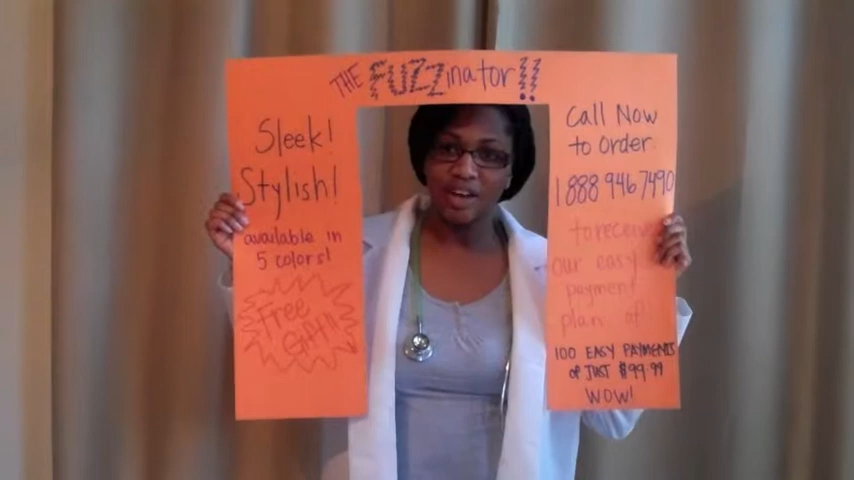 THE FUZZinator!!
Sleek!
Stylish!
available in
5 colors!
Free
Gift!!
Call Now
to Order
1 888 946 7490
to receive
our easy
payment
plan of
100 EASY PAYMENTS
of JUST $99.99
WOW!